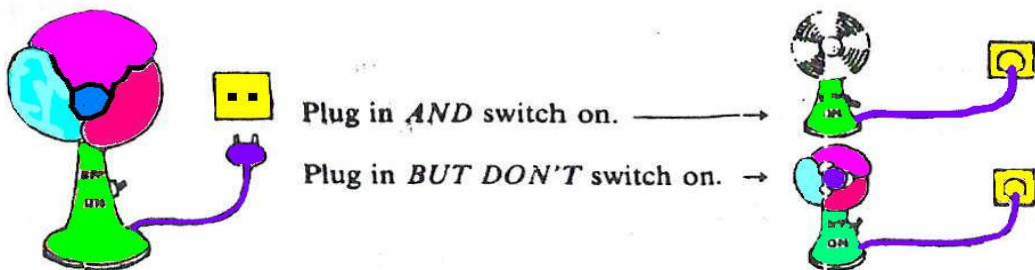 Plug in AND switch on.
Plug in BUT DON'T switch on.